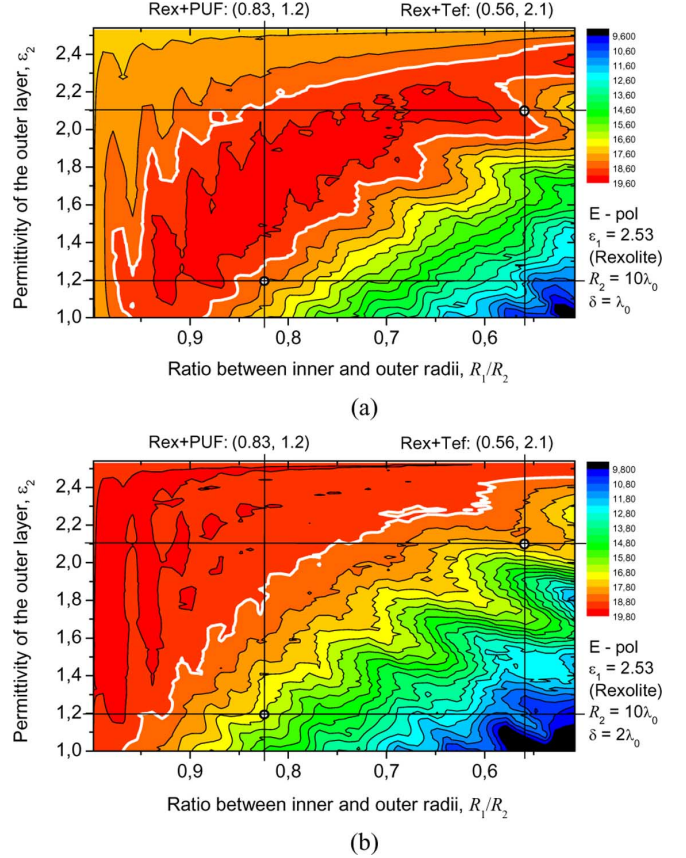 Rex+PUF: (0.83, 1.2) Rex+Tef: (0.56, 2.1)
2,4
2,2
2,0
1,8
1,6
1,4
1,2
1,0
Permittivity of the outer layer, ε₂
9,600
10,60
11,60
12,60
13,60
14,60
15,60
16,60
17,60
18,60
19,60
E - pol
ε₁ = 2.53
(Rexolite)
R₂ = 10λ₀
δ = λ₀
0,9 0,8 0,7 0,6
Ratio between inner and outer radii, R₁/R₂
(a)
Rex+PUF: (0.83, 1.2) Rex+Tef: (0.56, 2.1)
2,4
2,2
2,0
1,8
1,6
1,4
1,2
1,0
Permittivity of the outer layer, ε₂
9,800
10,80
11,80
12,80
13,80
14,80
15,80
16,80
17,80
18,80
19,80
E - pol
ε₁ = 2.53
(Rexolite)
R₂ = 10λ₀
δ = 2λ₀
0,9 0,8 0,7 0,6
Ratio between inner and outer radii, R₁/R₂
(b)